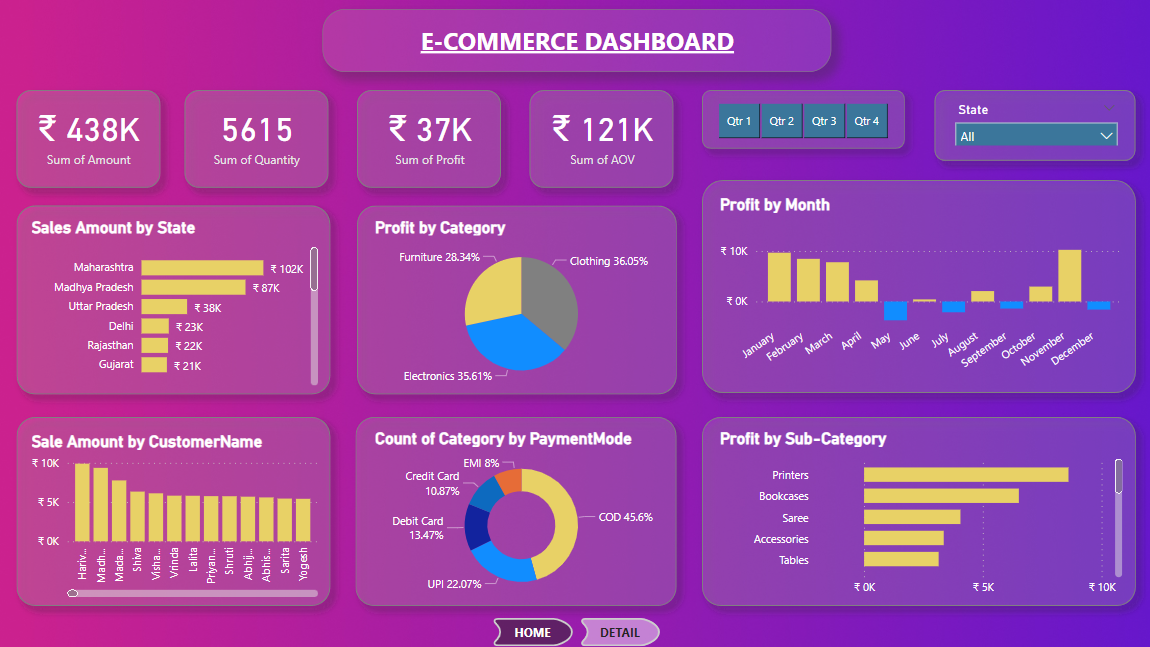 E-COMMERCE DASHBOARD
₹ 438K
Sum of Amount
5615
Sum of Quantity
₹ 37K
Sum of Profit
₹ 121K
Sum of AOV
Qtr 1 Qtr 2 Qtr 3 Qtr 4
State
All
Sales Amount by State
Maharashtra ₹ 102K
Madhya Pradesh ₹ 87K
Uttar Pradesh ₹ 38K
Delhi ₹ 23K
Rajasthan ₹ 22K
Gujarat ₹ 21K
Profit by Category
Furniture 28.34%
Clothing 36.05%
Electronics 35.61%
Profit by Month
₹ 10K
₹ 0K
January February March April May June July August September October November December
Sale Amount by CustomerName
₹ 10K
₹ 5K
₹ 0K
Hariv... Madh... Mada... Shiva Visha... Vrinda Lalita Priyan... Shruti Abhij... Abhis... Sarita Yogesh
Count of Category by PaymentMode
EMI 8%
Credit Card
10.87%
Debit Card
13.47%
COD 45.6%
UPI 22.07%
Profit by Sub-Category
Printers
Bookcases
Saree
Accessories
Tables
₹ 0K ₹ 5K ₹ 10K
HOME DETAIL